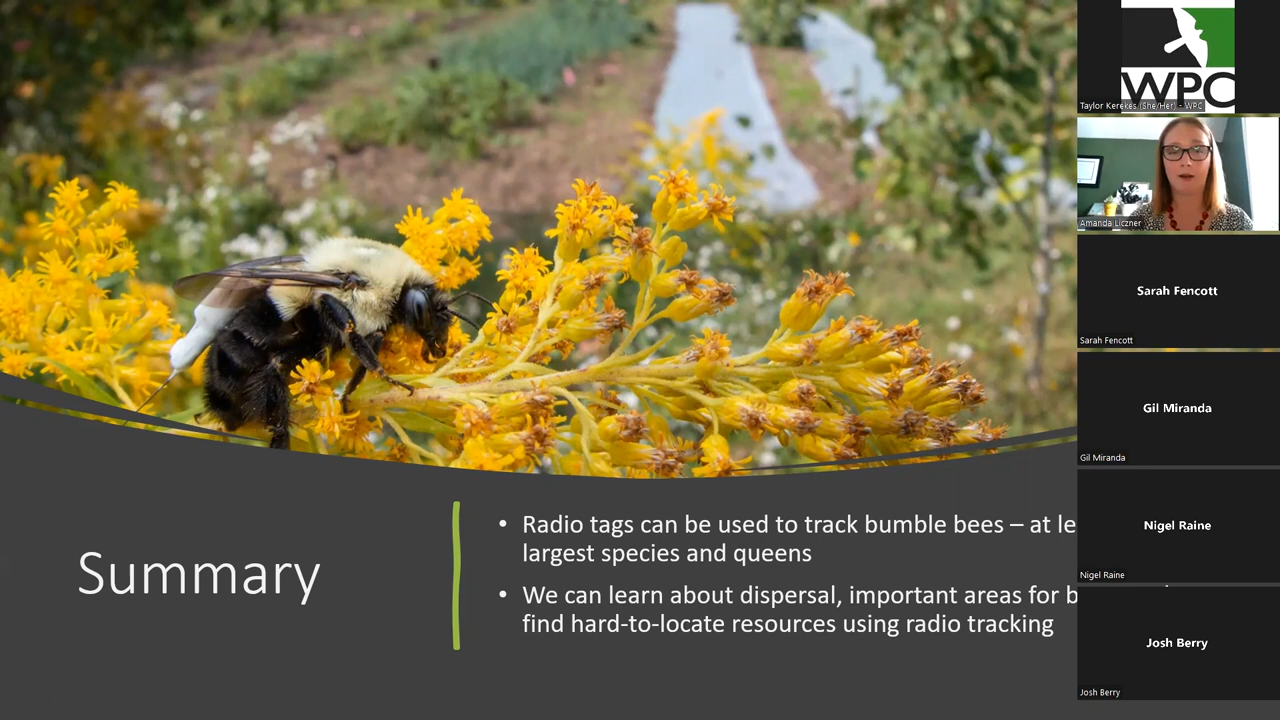 WPC
Taylor Kerekes (She/Her) - WPC
Amanda Liczner
Sarah Fencott
Sarah Fencott
Gil Miranda
Gil Miranda
Nigel Raine
Nigel Raine
Josh Berry
Josh Berry
Summary
• Radio tags can be used to track bumble bees – at
largest species and queens
• We can learn about dispersal, important areas for
find hard-to-locate resources using radio tracking